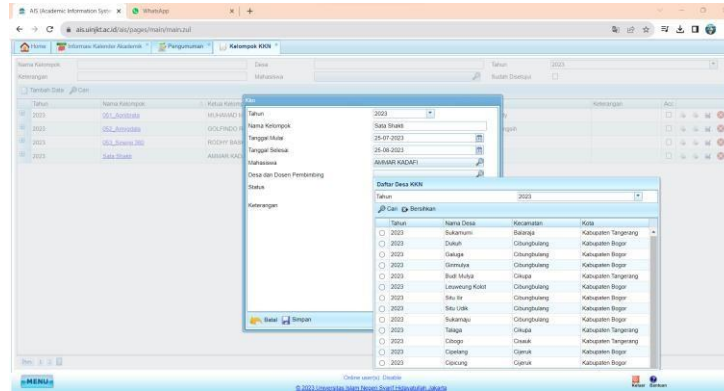 AIS (Academic Information Syste
WhatsApp
ais.uinjkt.ac.id/ais/pages/main/main.zul
Home
Informasi Kalender Akademik
Pengumuman
Kelompok KKN
Nama Kelompok
Desa
Tahun
2023
Keterangan
Mahasiswa
Sudah Disetujui
Tambah Data
Cari
Tahun
Nama Kelompok
Keterangan
Acc
2023
2023
2023
2023
Sata Shakti
Tahun
2023
Nama Kelompok
Sata Shakti
Tanggal Mulai
25-07-2023
Tanggal Selesai
25-08-2023
Mahasiswa
AMMAR KADAFI
Desa dan Dosen Pembimbing
Status
Keterangan
Batal
Simpan
Daftar Desa KKN
Tahun
2023
Cari
Bersihkan
Tahun Nama Desa Kecamatan Kota
2023 Sukamurni Balaraja Kabupaten Tangerang
2023 Dukuh Cibungbulang Kabupaten Bogor
2023 Galuga Cibungbulang Kabupaten Bogor
2023 Girimulya Cibungbulang Kabupaten Bogor
2023 Budi Mulya Cikupa Kabupaten Tangerang
2023 Leuweung Kolot Cibungbulang Kabupaten Bogor
2023 Situ Ilir Cibungbulang Kabupaten Bogor
2023 Situ Udik Cibungbulang Kabupaten Bogor
2023 Sukamaju Cibungbulang Kabupaten Bogor
2023 Talaga Cikupa Kabupaten Tangerang
2023 Cibogo Cisauk Kabupaten Tangerang
2023 Cipelang Cijeruk Kabupaten Bogor
2023 Cipicung Cijeruk Kabupaten Bogor
-MENU-
Online user(s): Disable
© 2023 Universitas Islam Negeri Syarif Hidayatullah Jakarta
Keluar
Bantuan